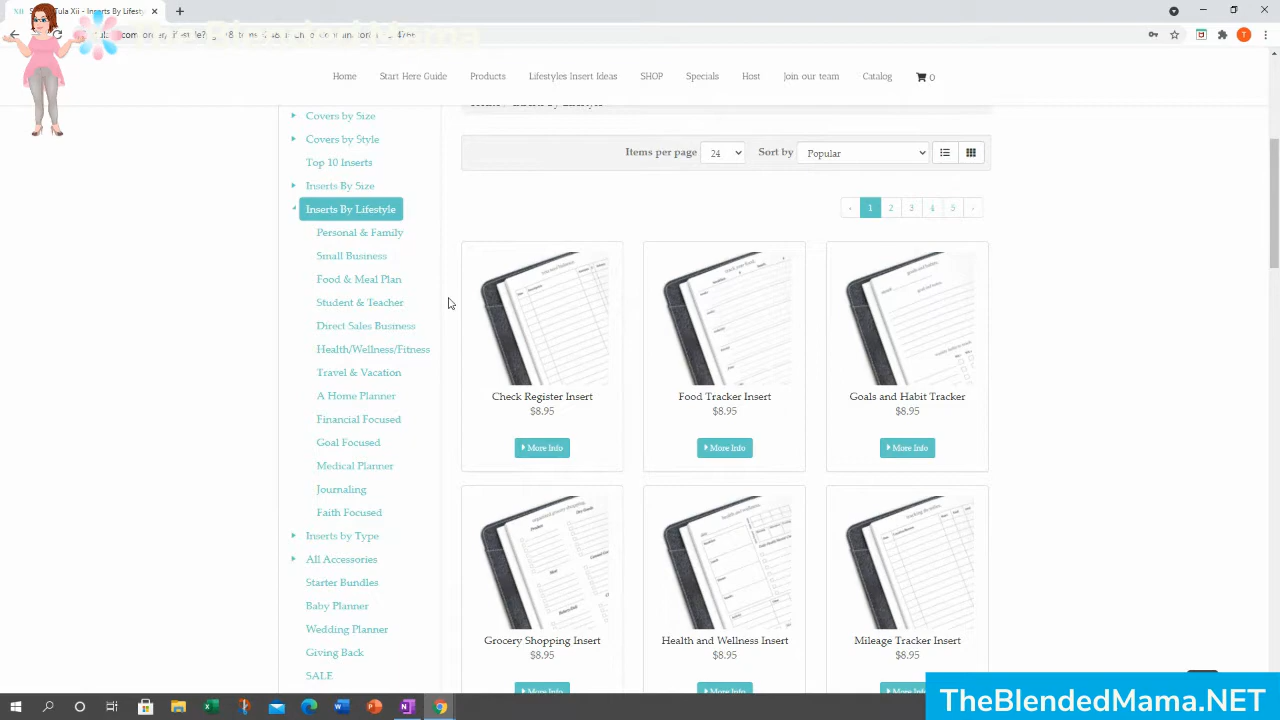 Home
Start Here Guide
Products
Lifestyles Insert Ideas
SHOP
Specials
Host
Join our team
Catalog
0
Covers by Size
Covers by Style
Top 10 Inserts
Inserts By Size
Inserts By Lifestyle
Personal & Family
Small Business
Food & Meal Plan
Student & Teacher
Direct Sales Business
Health/Wellness/Fitness
Travel & Vacation
A Home Planner
Financial Focused
Goal Focused
Medical Planner
Journaling
Faith Focused
Inserts by Type
All Accessories
Starter Bundles
Baby Planner
Wedding Planner
Giving Back
SALE
Items per page 24 Sort by Popular
1 2 3 4 5
Check Register Insert
$8.95
More Info
Food Tracker Insert
$8.95
More Info
Goals and Habit Tracker
$8.95
More Info
Grocery Shopping Insert
$8.95
More Info
Health and Wellness Insert
$8.95
More Info
Mileage Tracker Insert
$8.95
TheBlendedMama.NET